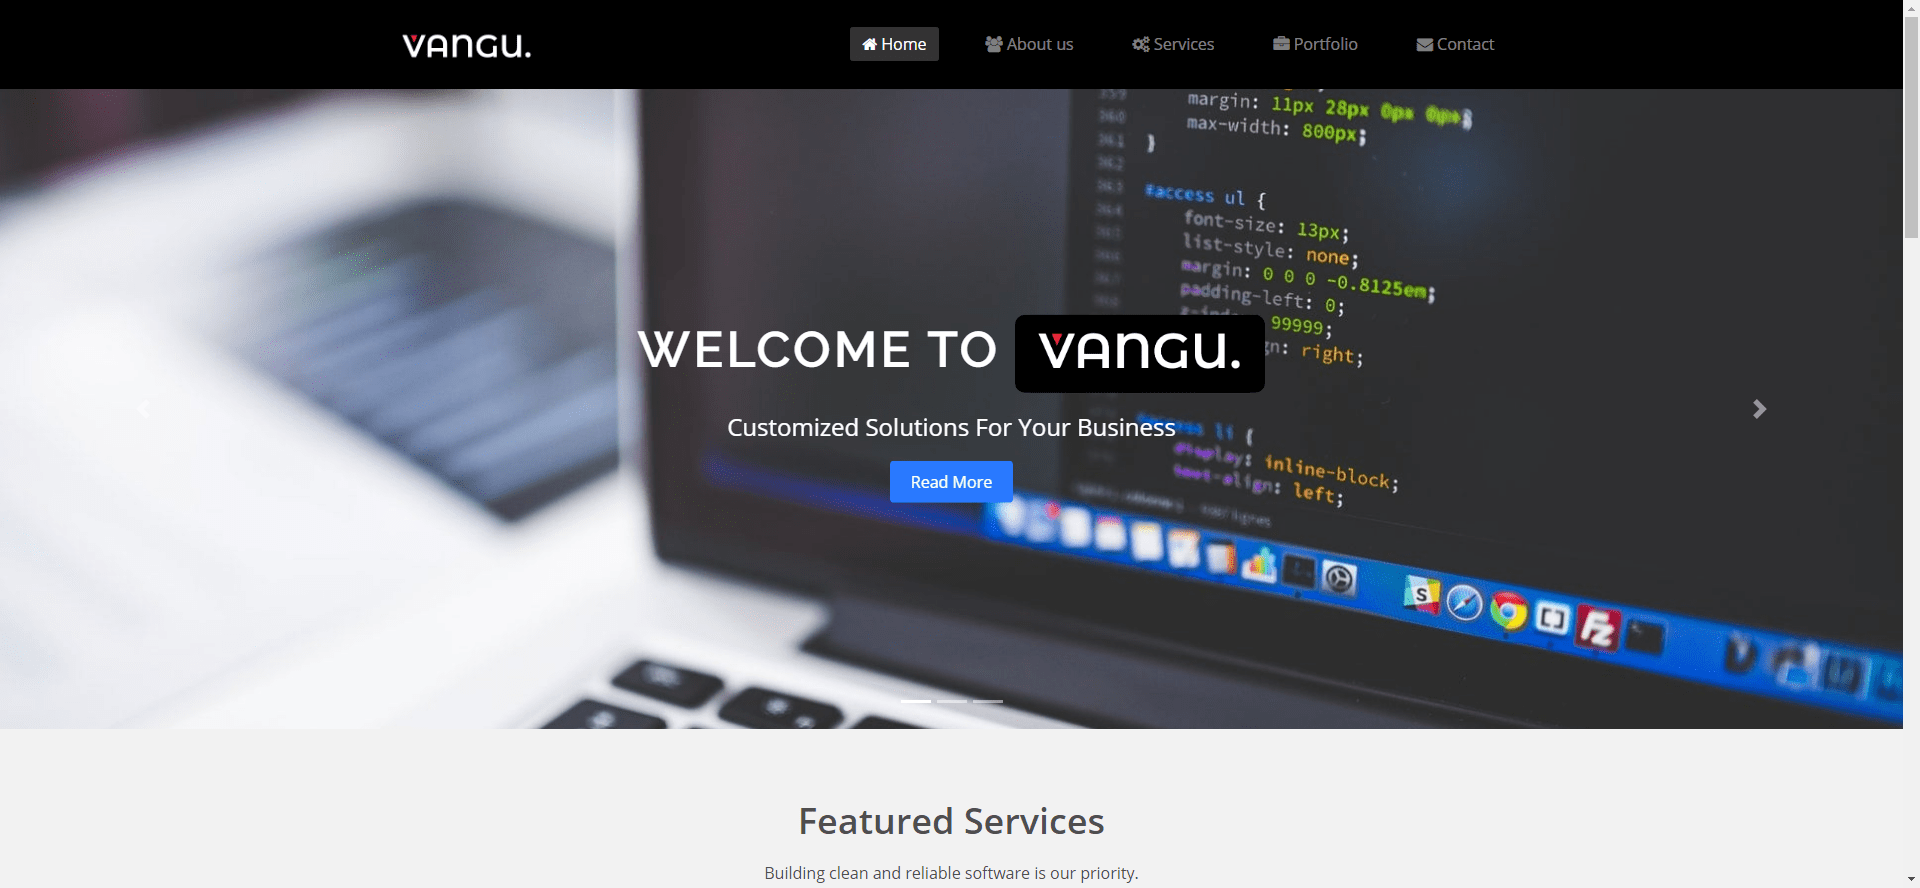 VANGU.
Home
About us
Services
Portfolio
Contact
margin: 11px 28px 0px 0px;
max-width: 800px;
}
#access ul {
font-size: 13px;
list-style: none;
margin: 0 0 0 -0.8125em;
padding-left: 0;
99999;
right;
WELCOME TO VANGU.
Customized Solutions For Your Business
#access li {
display: inline-block;
text-align: left;
Read More
S
Fz
Featured Services
Building clean and reliable software is our priority.